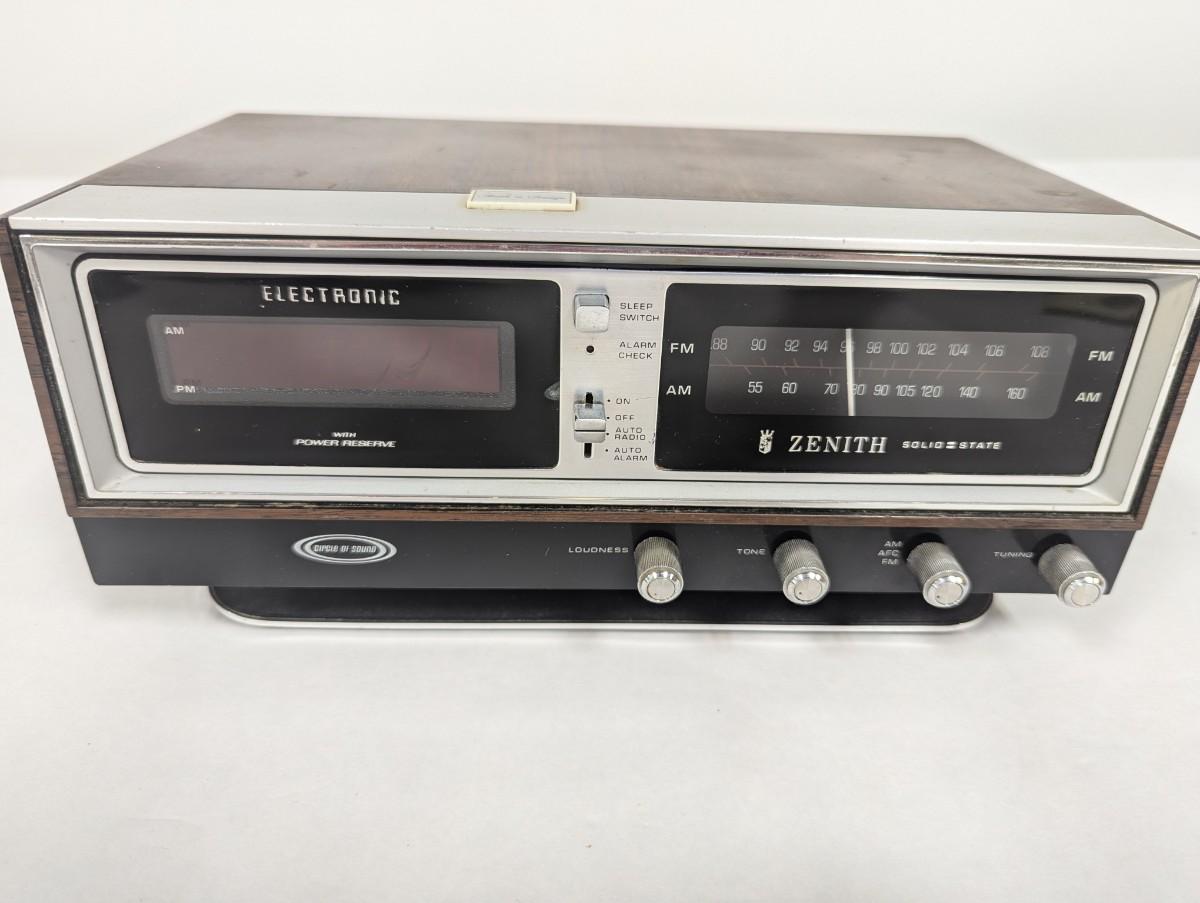 ELECTRONIC
AM
PM
WITH
POWER RESERVE
SLEEP
SWITCH
ALARM
CHECK
• ON
• OFF
• AUTO
RADIO
• AUTO
ALARM
FM 88 90 92 94 96 98 100 102 104 106 108 FM
AM 55 60 70 80 90 105 120 140 160 AM
ZENITH SOLID STATE
CIRCLE OF SOUND
LOUDNESS
TONE
AM
AFC
FM
TUNING